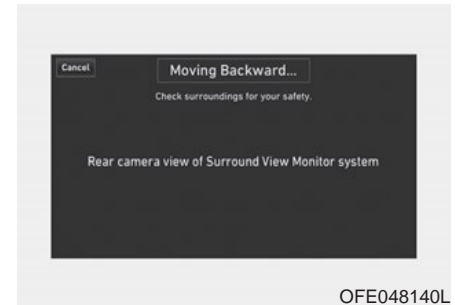 Cancel
Moving Backward...
Check surroundings for your safety.
Rear camera view of Surround View Monitor system
OFE048140L